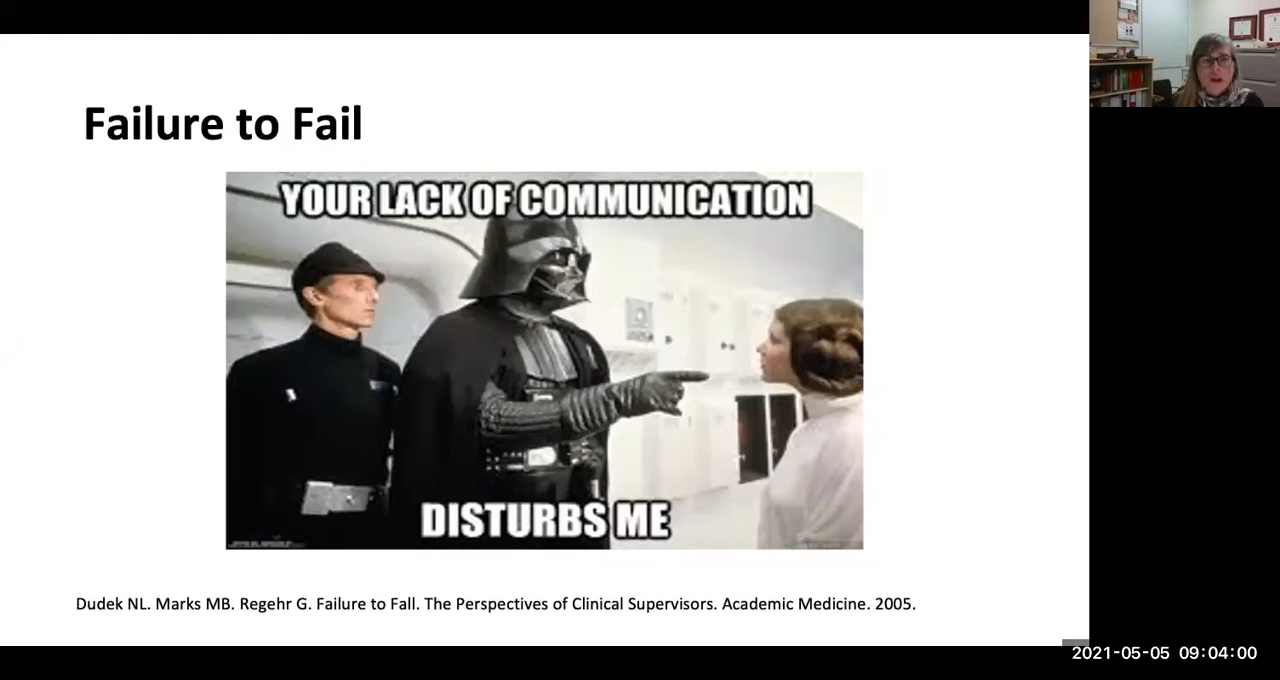 Failure to Fail
YOUR LACK OF COMMUNICATION
DISTURBS ME
Dudek NL. Marks MB. Regehr G. Failure to Fall. The Perspectives of Clinical Supervisors. Academic Medicine. 2005.
2021-05-05 09:04:00